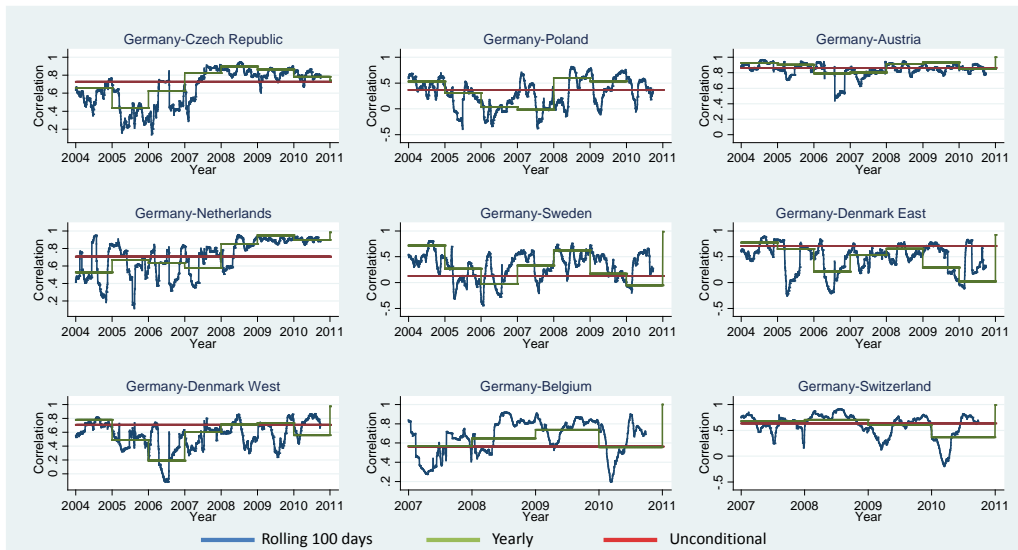 Germany-Czech Republic
Germany-Poland
Germany-Austria
Correlation
.2 .4 .6 .8 1
2004 2005 2006 2007 2008 2009 2010 2011
Year
Correlation
-.5 0 .5 1
2004 2005 2006 2007 2008 2009 2010 2011
Year
Correlation
0 .2 .4 .6 .8 1
2004 2005 2006 2007 2008 2009 2010 2011
Year
Germany-Netherlands
Germany-Sweden
Germany-Denmark East
Correlation
.2 .4 .6 .8 1
2004 2005 2006 2007 2008 2009 2010 2011
Year
Correlation
-.5 0 .5 1
2004 2005 2006 2007 2008 2009 2010 2011
Year
Correlation
-.5 0 .5 1
2004 2005 2006 2007 2008 2009 2010 2011
Year
Germany-Denmark West
Germany-Belgium
Germany-Switzerland
Correlation
0 .2 .4 .6 .8 1
2004 2005 2006 2007 2008 2009 2010 2011
Year
Correlation
.2 .4 .6 .8 1
2007 2008 2009 2010 2011
Year
Correlation
-.5 0 .5 1
2007 2008 2009 2010 2011
Year
Rolling 100 days
Yearly
Unconditional